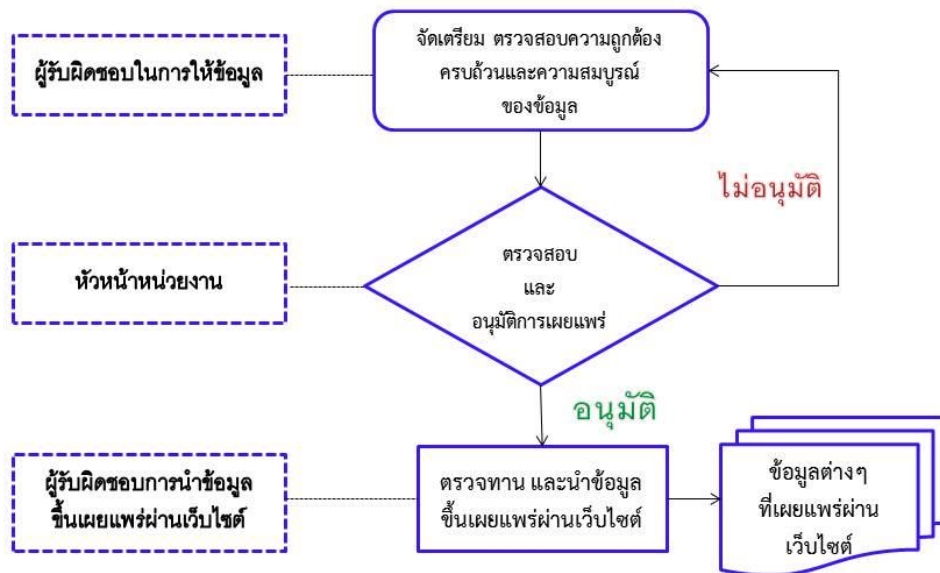 ผู้รับผิดชอบในการให้ข้อมูล
จัดเตรียม ตรวจสอบความถูกต้อง
ครบถ้วนและความสมบูรณ์
ของข้อมูล
ไม่อนุมัติ
หัวหน้าหน่วยงาน
ตรวจสอบ
และ
อนุมัติการเผยแพร่
อนุมัติ
ผู้รับผิดชอบการนำข้อมูล
ขึ้นเผยแพร่ผ่านเว็บไซต์
ตรวจทาน และนำข้อมูล
ขึ้นเผยแพร่ผ่านเว็บไซต์
ข้อมูลต่างๆ
ที่เผยแพร่ผ่าน
เว็บไซต์